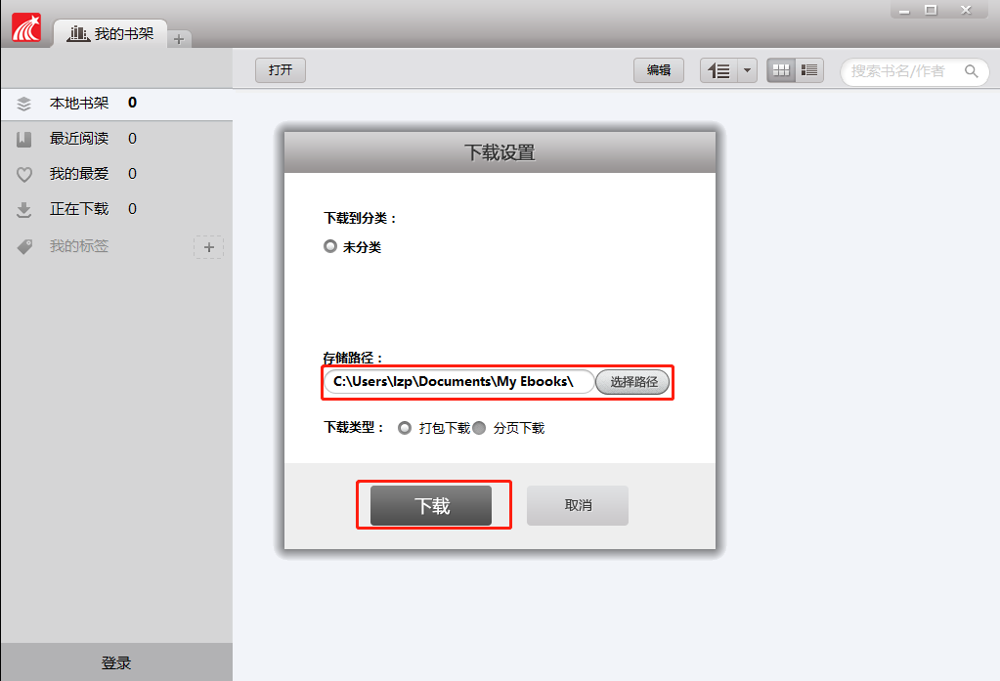 我的书架
打开
编辑
搜索书名/作者
本地书架 0
最近阅读 0
我的最爱 0
正在下载 0
我的标签
下载设置
下载到分类：
未分类
存储路径：
C:\Users\lzp\Documents\My Ebooks\ 选择路径
下载类型： 打包下载 分页下载
下载 取消
登录